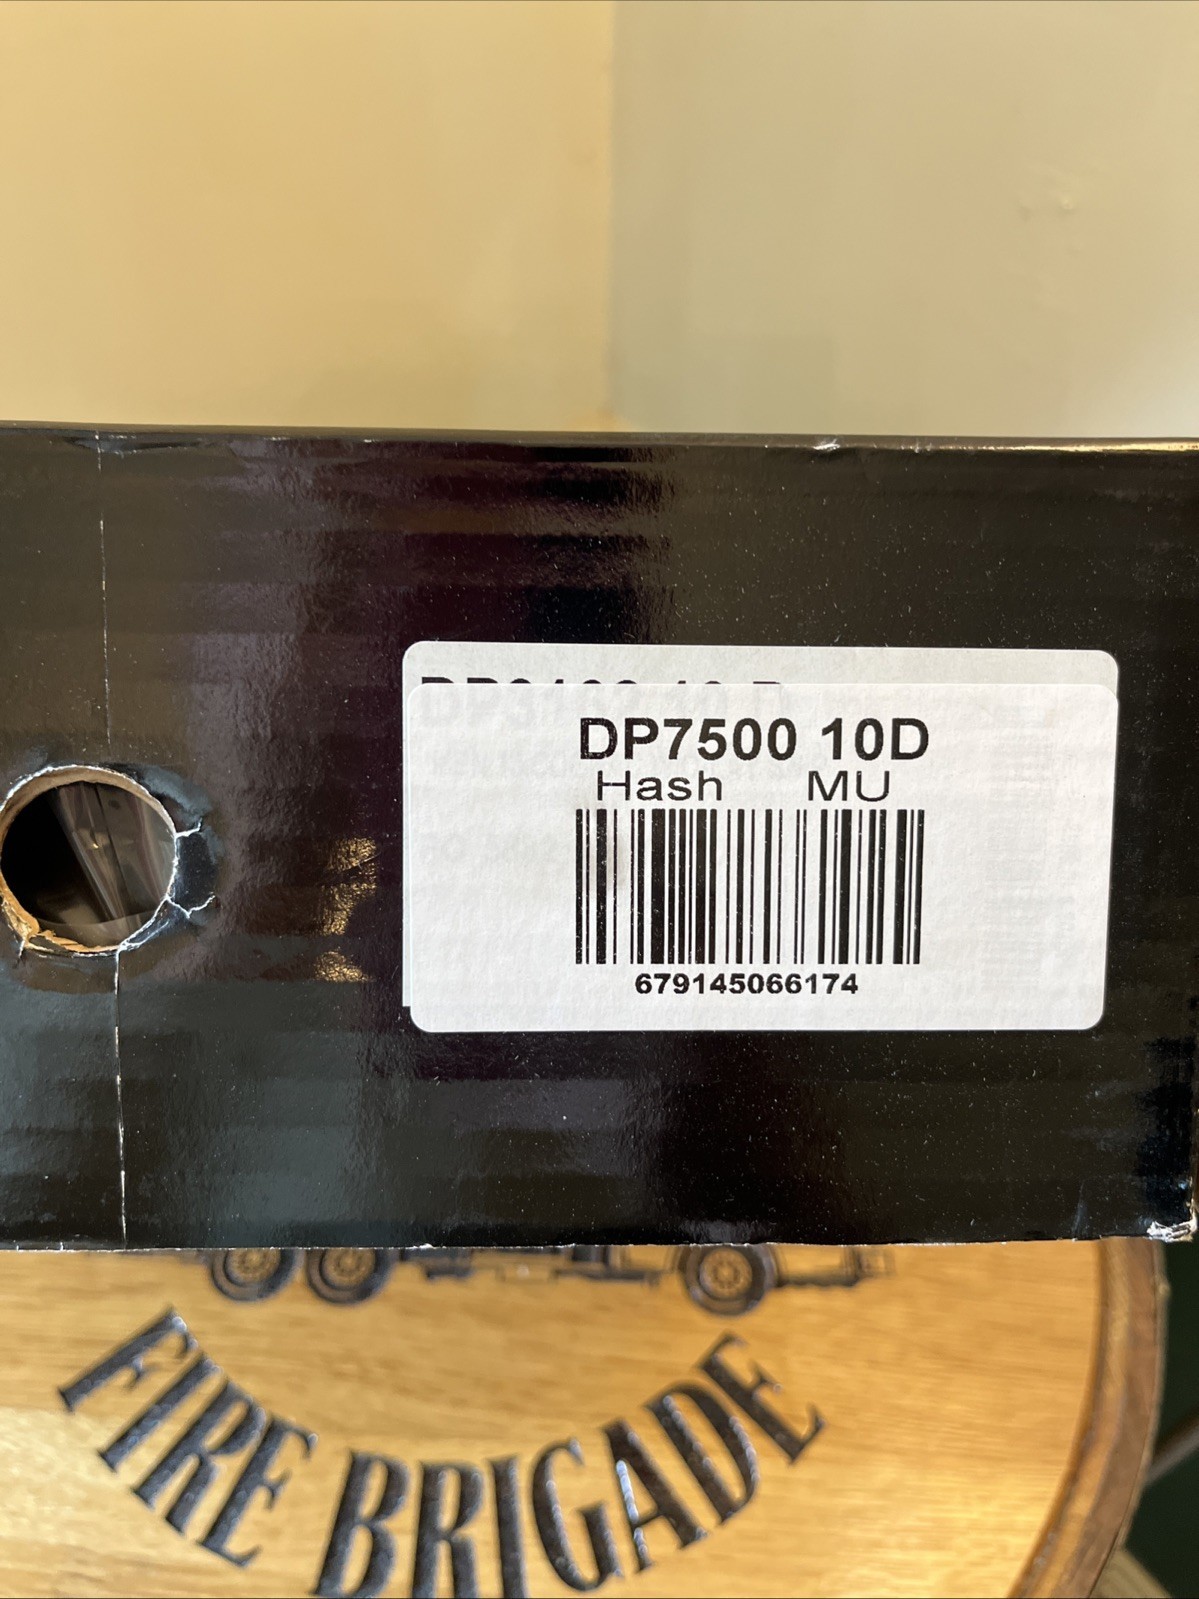 DP7500 10D
Hash MU
679145066174
FIRE BRIGADE